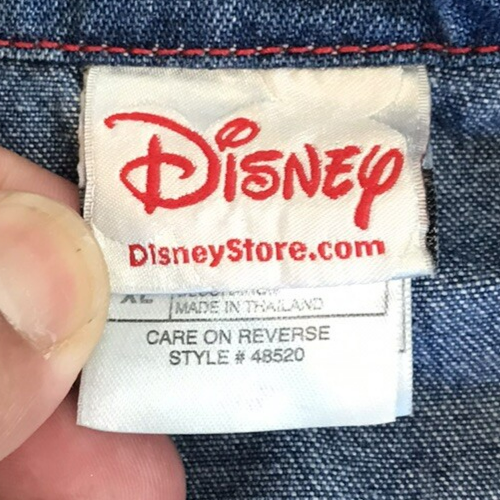 Disney
DisneyStore.com
XL
MADE IN THAILAND
CARE ON REVERSE
STYLE # 48520